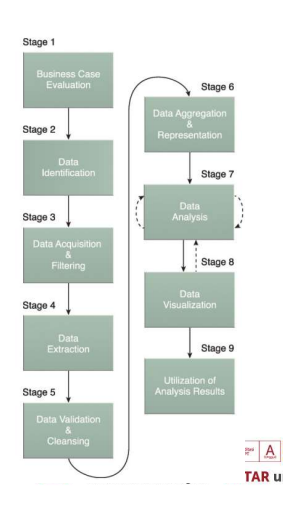 Stage 1
Business Case
Evaluation
Stage 2
Data
Identification
Stage 3
Data Acquisition
&
Filtering
Stage 4
Data
Extraction
Stage 5
Data Validation
&
Cleansing
Stage 6
Data Aggregation
&
Representation
Stage 7
Data
Analysis
Stage 8
Data
Visualization
Stage 9
Utilization of
Analysis Results
A
TAR u